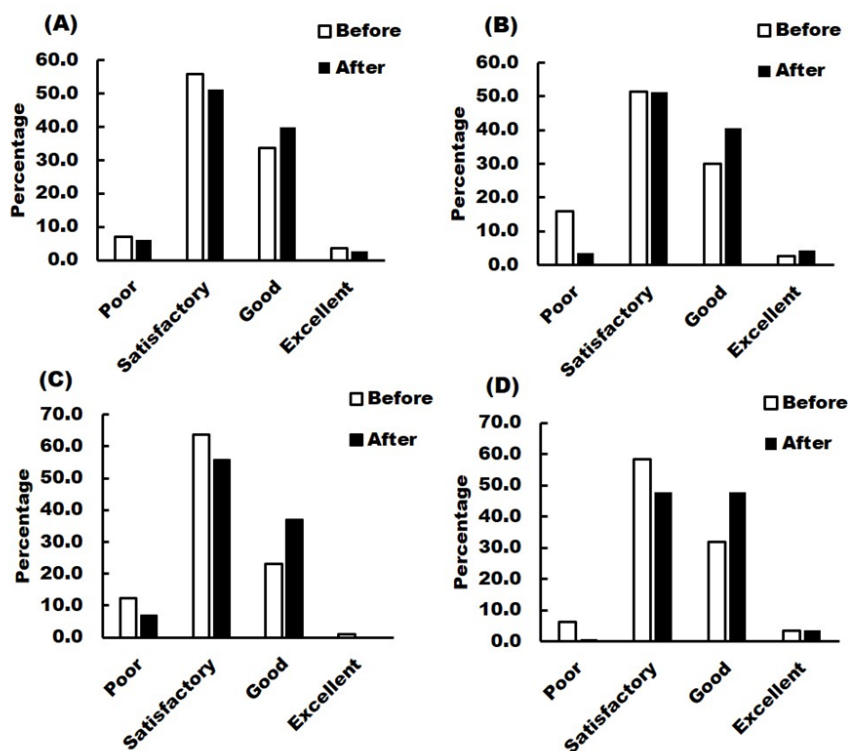 (A)
Before
After
Percentage
60.0
50.0
40.0
30.0
20.0
10.0
0.0
Poor
Satisfactory
Good
Excellent
(B)
Before
After
Percentage
60.0
50.0
40.0
30.0
20.0
10.0
0.0
Poor
Satisfactory
Good
Excellent
(C)
Before
After
Percentage
70.0
60.0
50.0
40.0
30.0
20.0
10.0
0.0
Poor
Satisfactory
Good
Excellent
(D)
Before
After
Percentage
70.0
60.0
50.0
40.0
30.0
20.0
10.0
0.0
Poor
Satisfactory
Good
Excellent